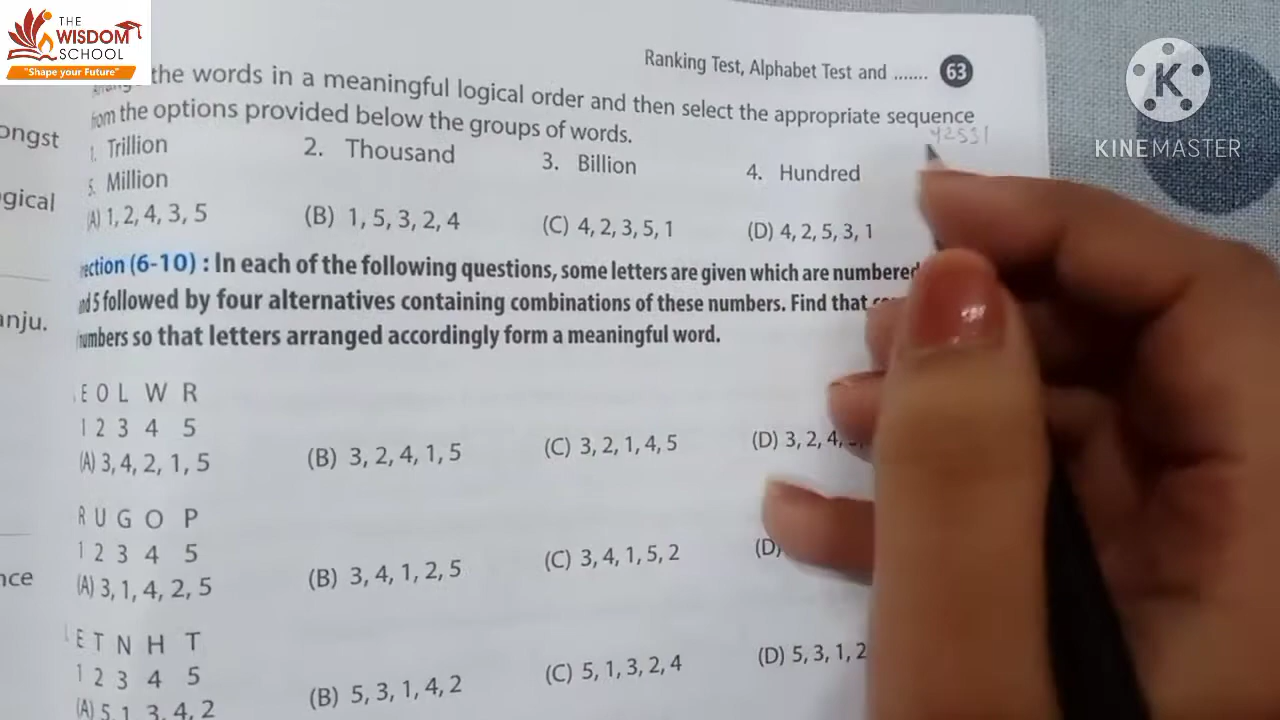 THE
WISDOM
SCHOOL
"Shape your Future"
K
KINEMASTER
Ranking Test, Alphabet Test and ....... 63
the words in a meaningful logical order and then select the appropriate sequence
from the options provided below the groups of words.
42531
1. Trillion 2. Thousand 3. Billion 4. Hundred
5. Million
(A) 1, 2, 4, 3, 5 (B) 1, 5, 3, 2, 4 (C) 4, 2, 3, 5, 1 (D) 4, 2, 5, 3, 1
ection (6-10) : In each of the following questions, some letters are given which are numbered
nd 5 followed by four alternatives containing combinations of these numbers. Find that
numbers so that letters arranged accordingly form a meaningful word.
E O L W R
1 2 3 4 5
(A) 3, 4, 2, 1, 5 (B) 3, 2, 4, 1, 5 (C) 3, 2, 1, 4, 5 (D) 3, 2, 4,
R U G O P
1 2 3 4 5
(A) 3, 1, 4, 2, 5 (B) 3, 4, 1, 2, 5 (C) 3, 4, 1, 5, 2 (D)
E T N H T
1 2 3 4 5
(A) 5, 1, 3, 4, 2 (B) 5, 3, 1, 4, 2 (C) 5, 1, 3, 2, 4 (D) 5, 3, 1, 2
ongst
gical
anju.
nce